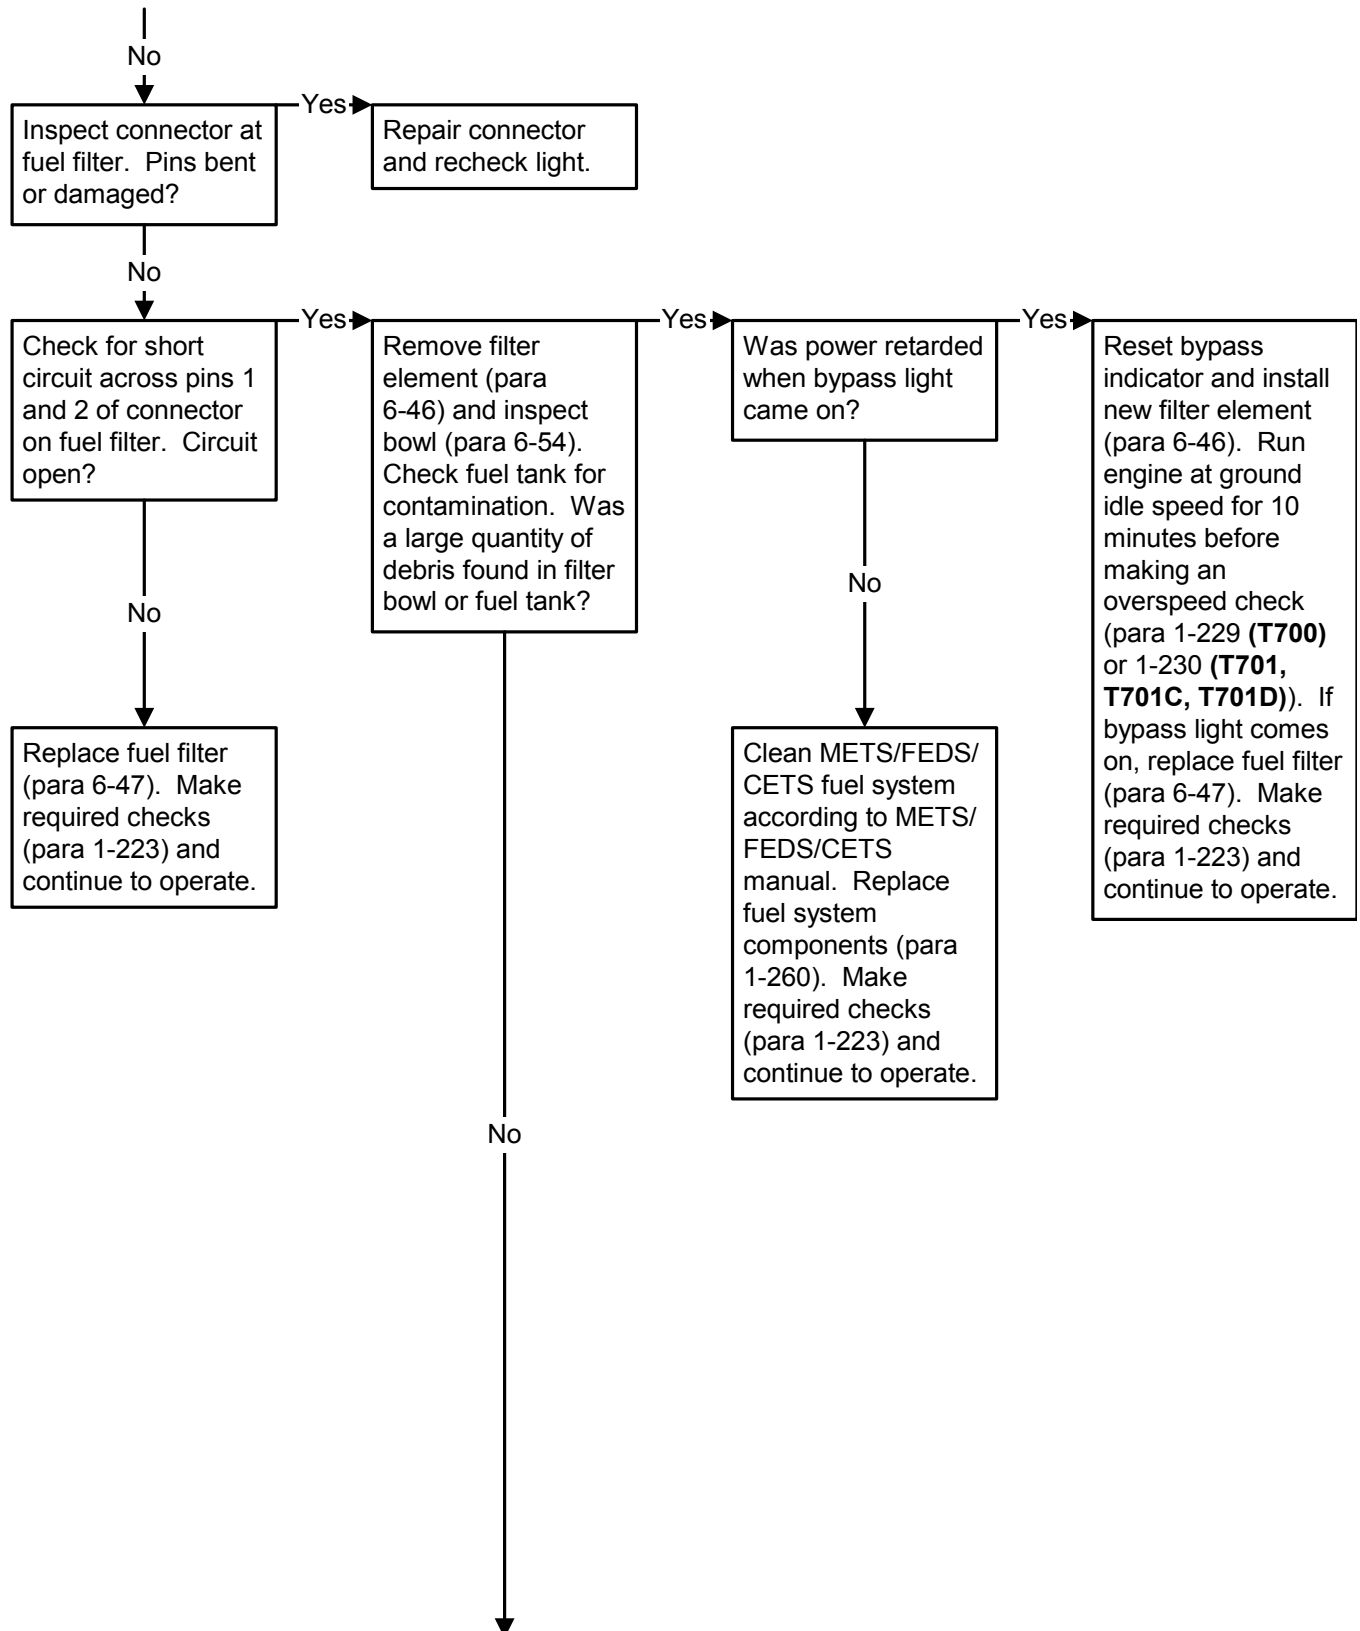 No
Inspect connector at
fuel filter.  Pins bent
or damaged?
Yes
Repair connector
and recheck light.
No
Check for short
circuit across pins 1
and 2 of connector
on fuel filter.  Circuit
open?
Yes
Remove filter
element (para
6-46) and inspect
bowl (para 6-54).
Check fuel tank for
contamination.  Was
a large quantity of
debris found in filter
bowl or fuel tank?
Yes
Was power retarded
when bypass light
came on?
Yes
Reset bypass
indicator and install
new filter element
(para 6-46).  Run
engine at ground
idle speed for 10
minutes before
making an
overspeed check
(para 1-229 (T700)
or 1-230 (T701,
T701C, T701D)).  If
bypass light comes
on, replace fuel filter
(para 6-47).  Make
required checks
(para 1-223) and
continue to operate.
No
Replace fuel filter
(para 6-47).  Make
required checks
(para 1-223) and
continue to operate.
No
Clean METS/FEDS/
CETS fuel system
according to METS/
FEDS/CETS
manual.  Replace
fuel system
components (para
1-260).  Make
required checks
(para 1-223) and
continue to operate.
No